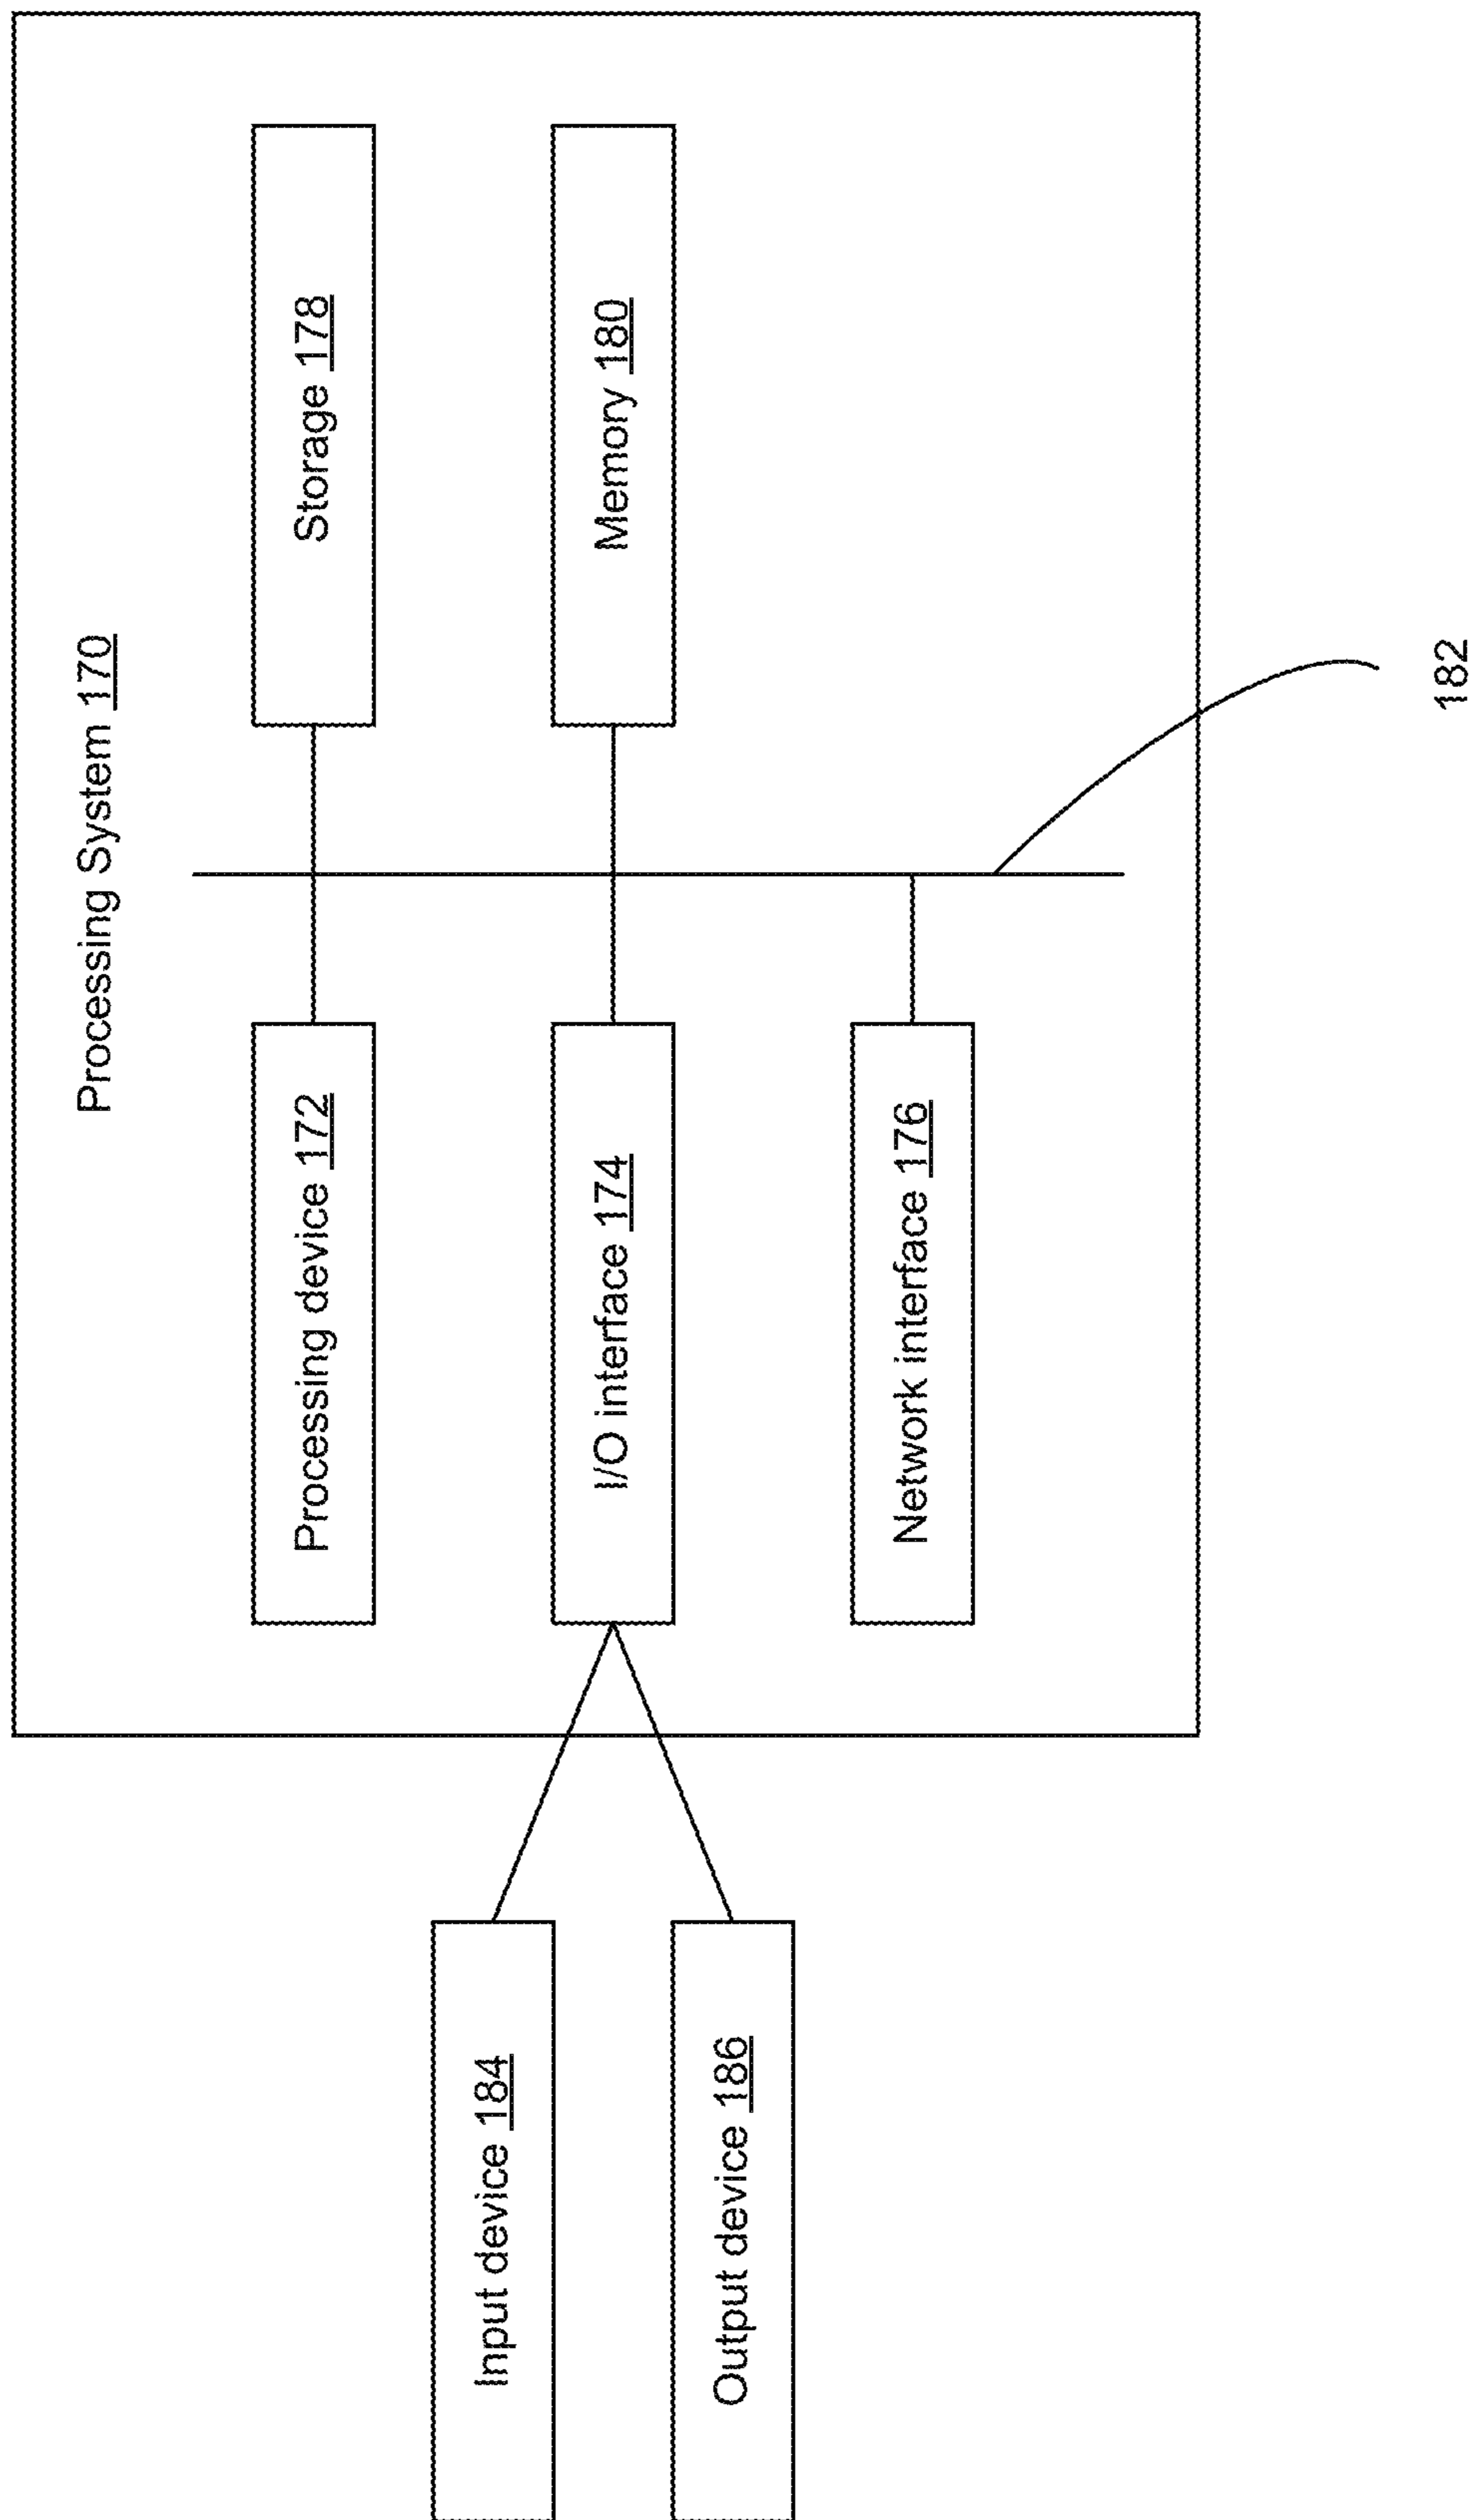 Processing System 170
Processing device 172
Storage 178
Input device 184
I/O interface 174
Memory 180
Output device 186
Network interface 176
182